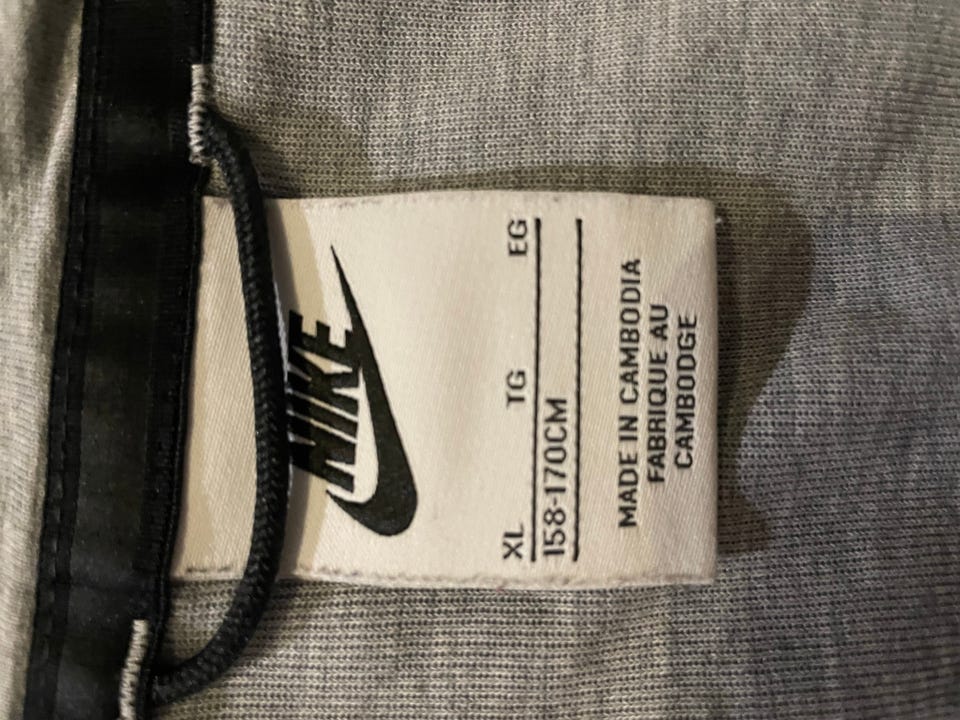 NIKE
XL TG EG
158-170CM
MADE IN CAMBODIA
FABRIQUE AU
CAMBODGE